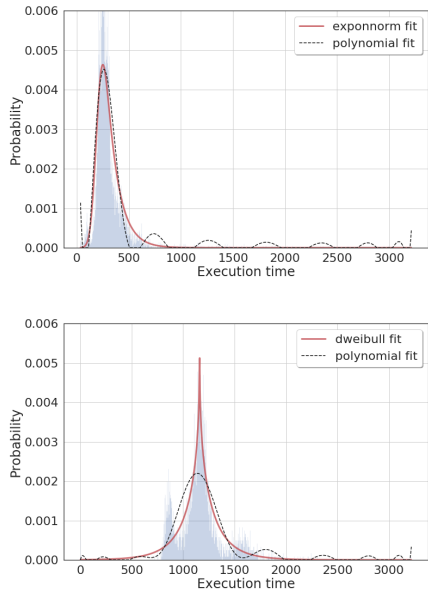 0.006
0.005
0.004
0.003
0.002
0.001
0.000
Probability
exponnorm fit
polynomial fit
0 500 1000 1500 2000 2500 3000
Execution time
0.006
0.005
0.004
0.003
0.002
0.001
0.000
Probability
dweibull fit
polynomial fit
0 500 1000 1500 2000 2500 3000
Execution time